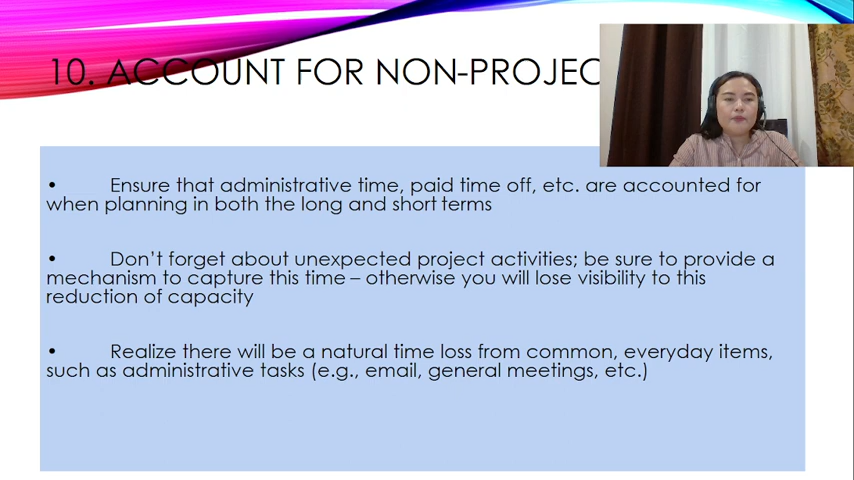 10. ACCOUNT FOR NON-PROJEC
• Ensure that administrative time, paid time off, etc. are accounted for
when planning in both the long and short terms
• Don’t forget about unexpected project activities; be sure to provide a
mechanism to capture this time – otherwise you will lose visibility to this
reduction of capacity
• Realize there will be a natural time loss from common, everyday items,
such as administrative tasks (e.g., email, general meetings, etc.)